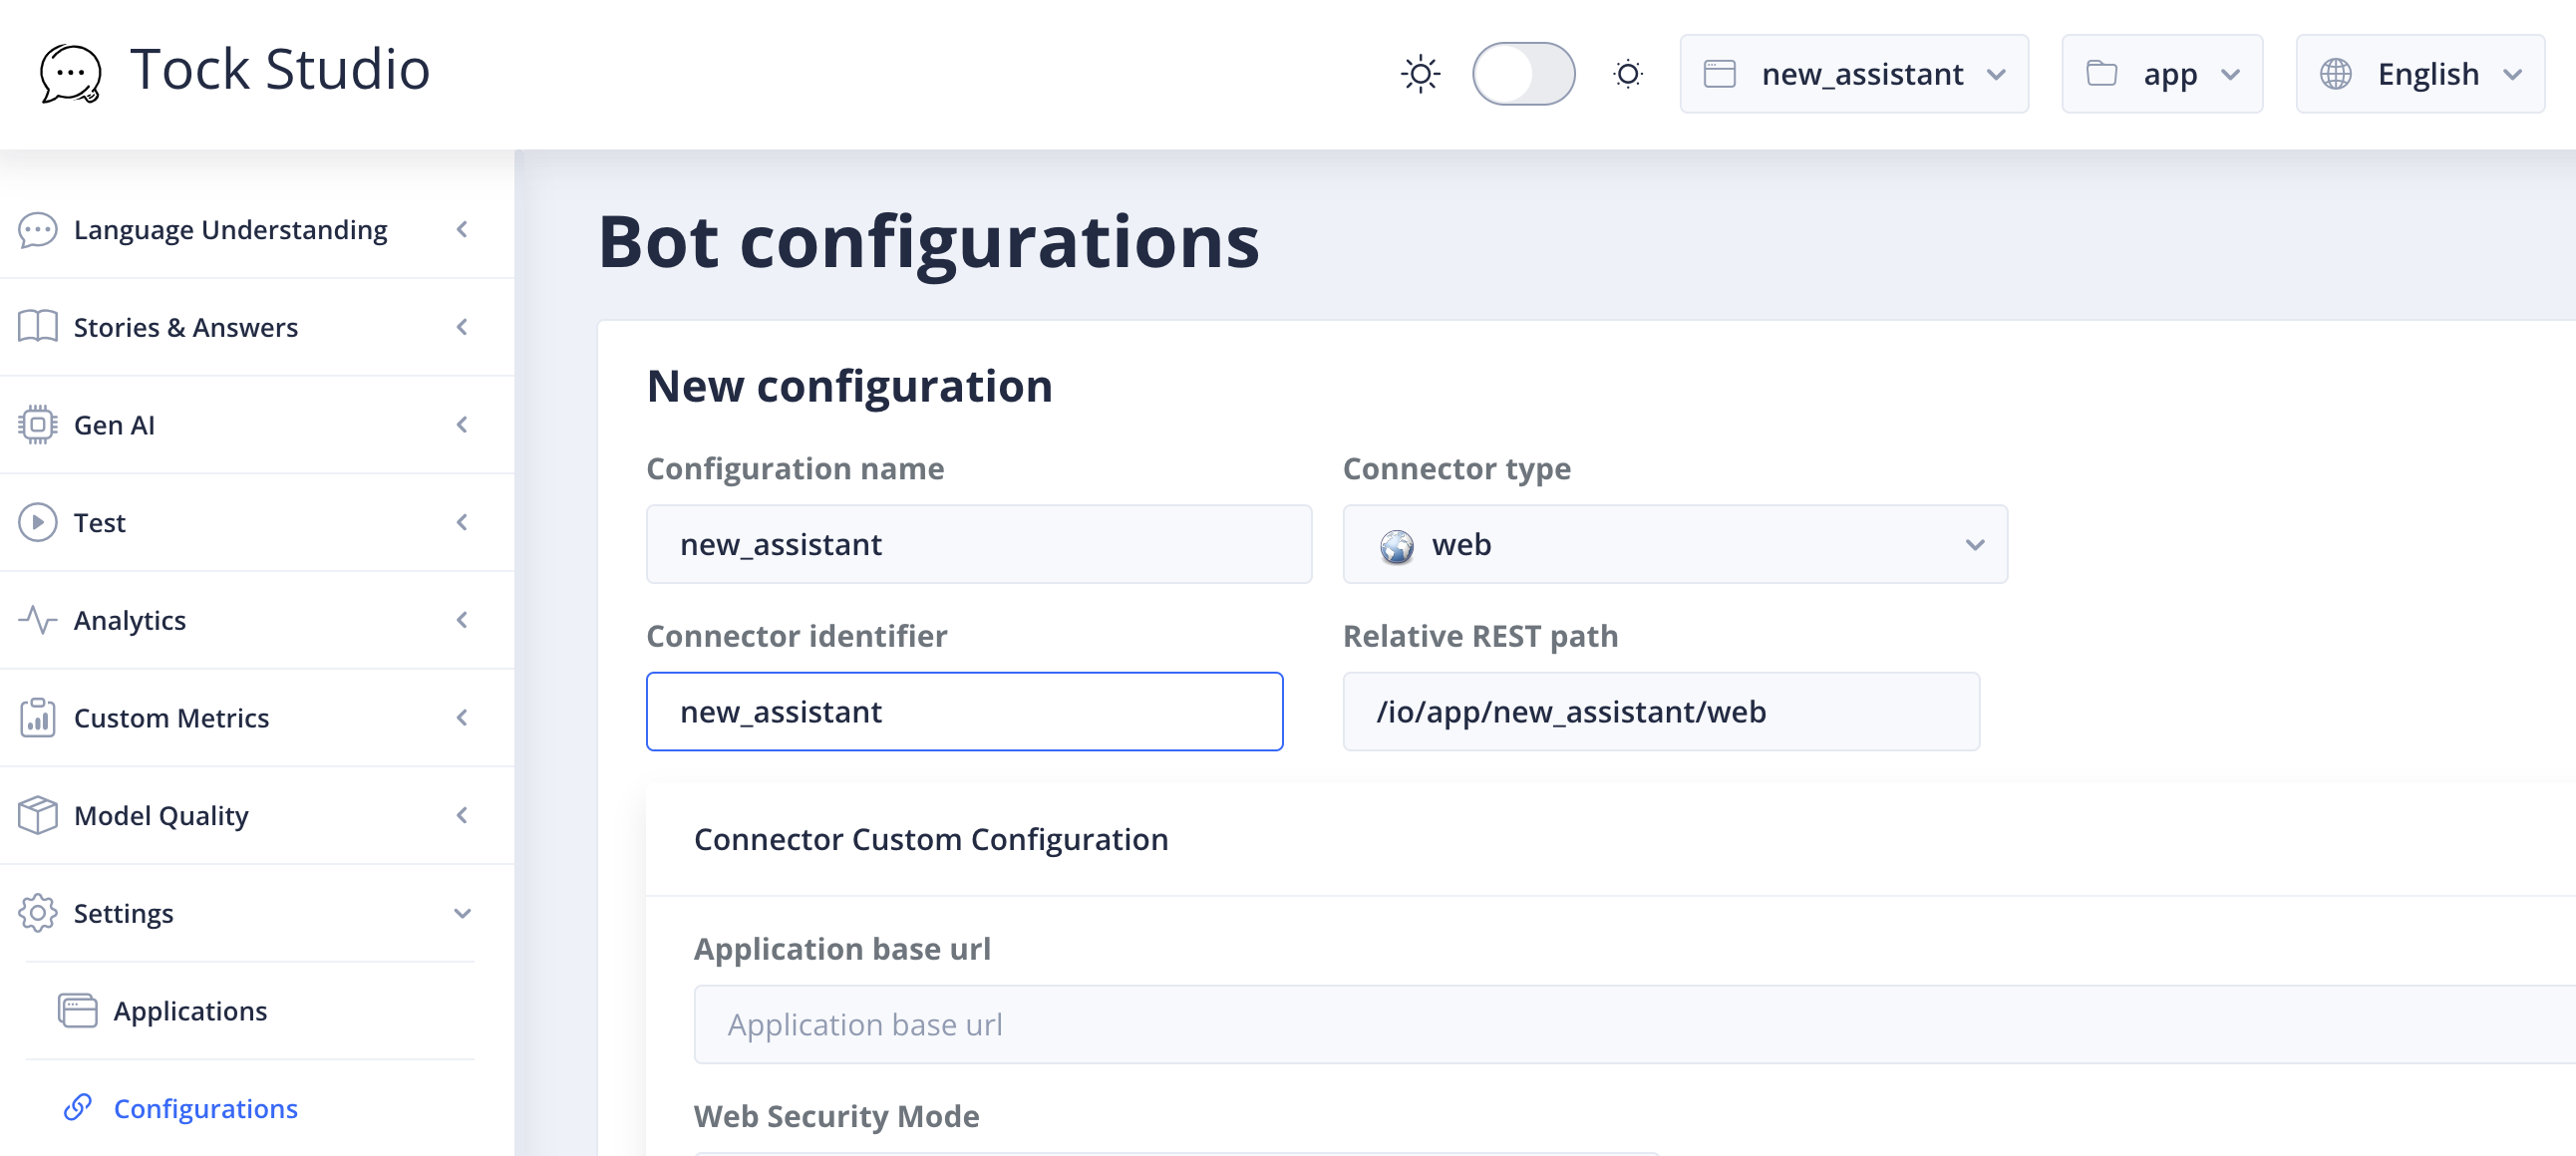 Tock Studio
new_assistant
app
English
Language Understanding
Stories & Answers
Gen AI
Test
Analytics
Custom Metrics
Model Quality
Settings
Applications
Configurations
Bot configurations
New configuration
Configuration name
Connector type
new_assistant
web
Connector identifier
Relative REST path
new_assistant
/io/app/new_assistant/web
Connector Custom Configuration
Application base url
Application base url
Web Security Mode